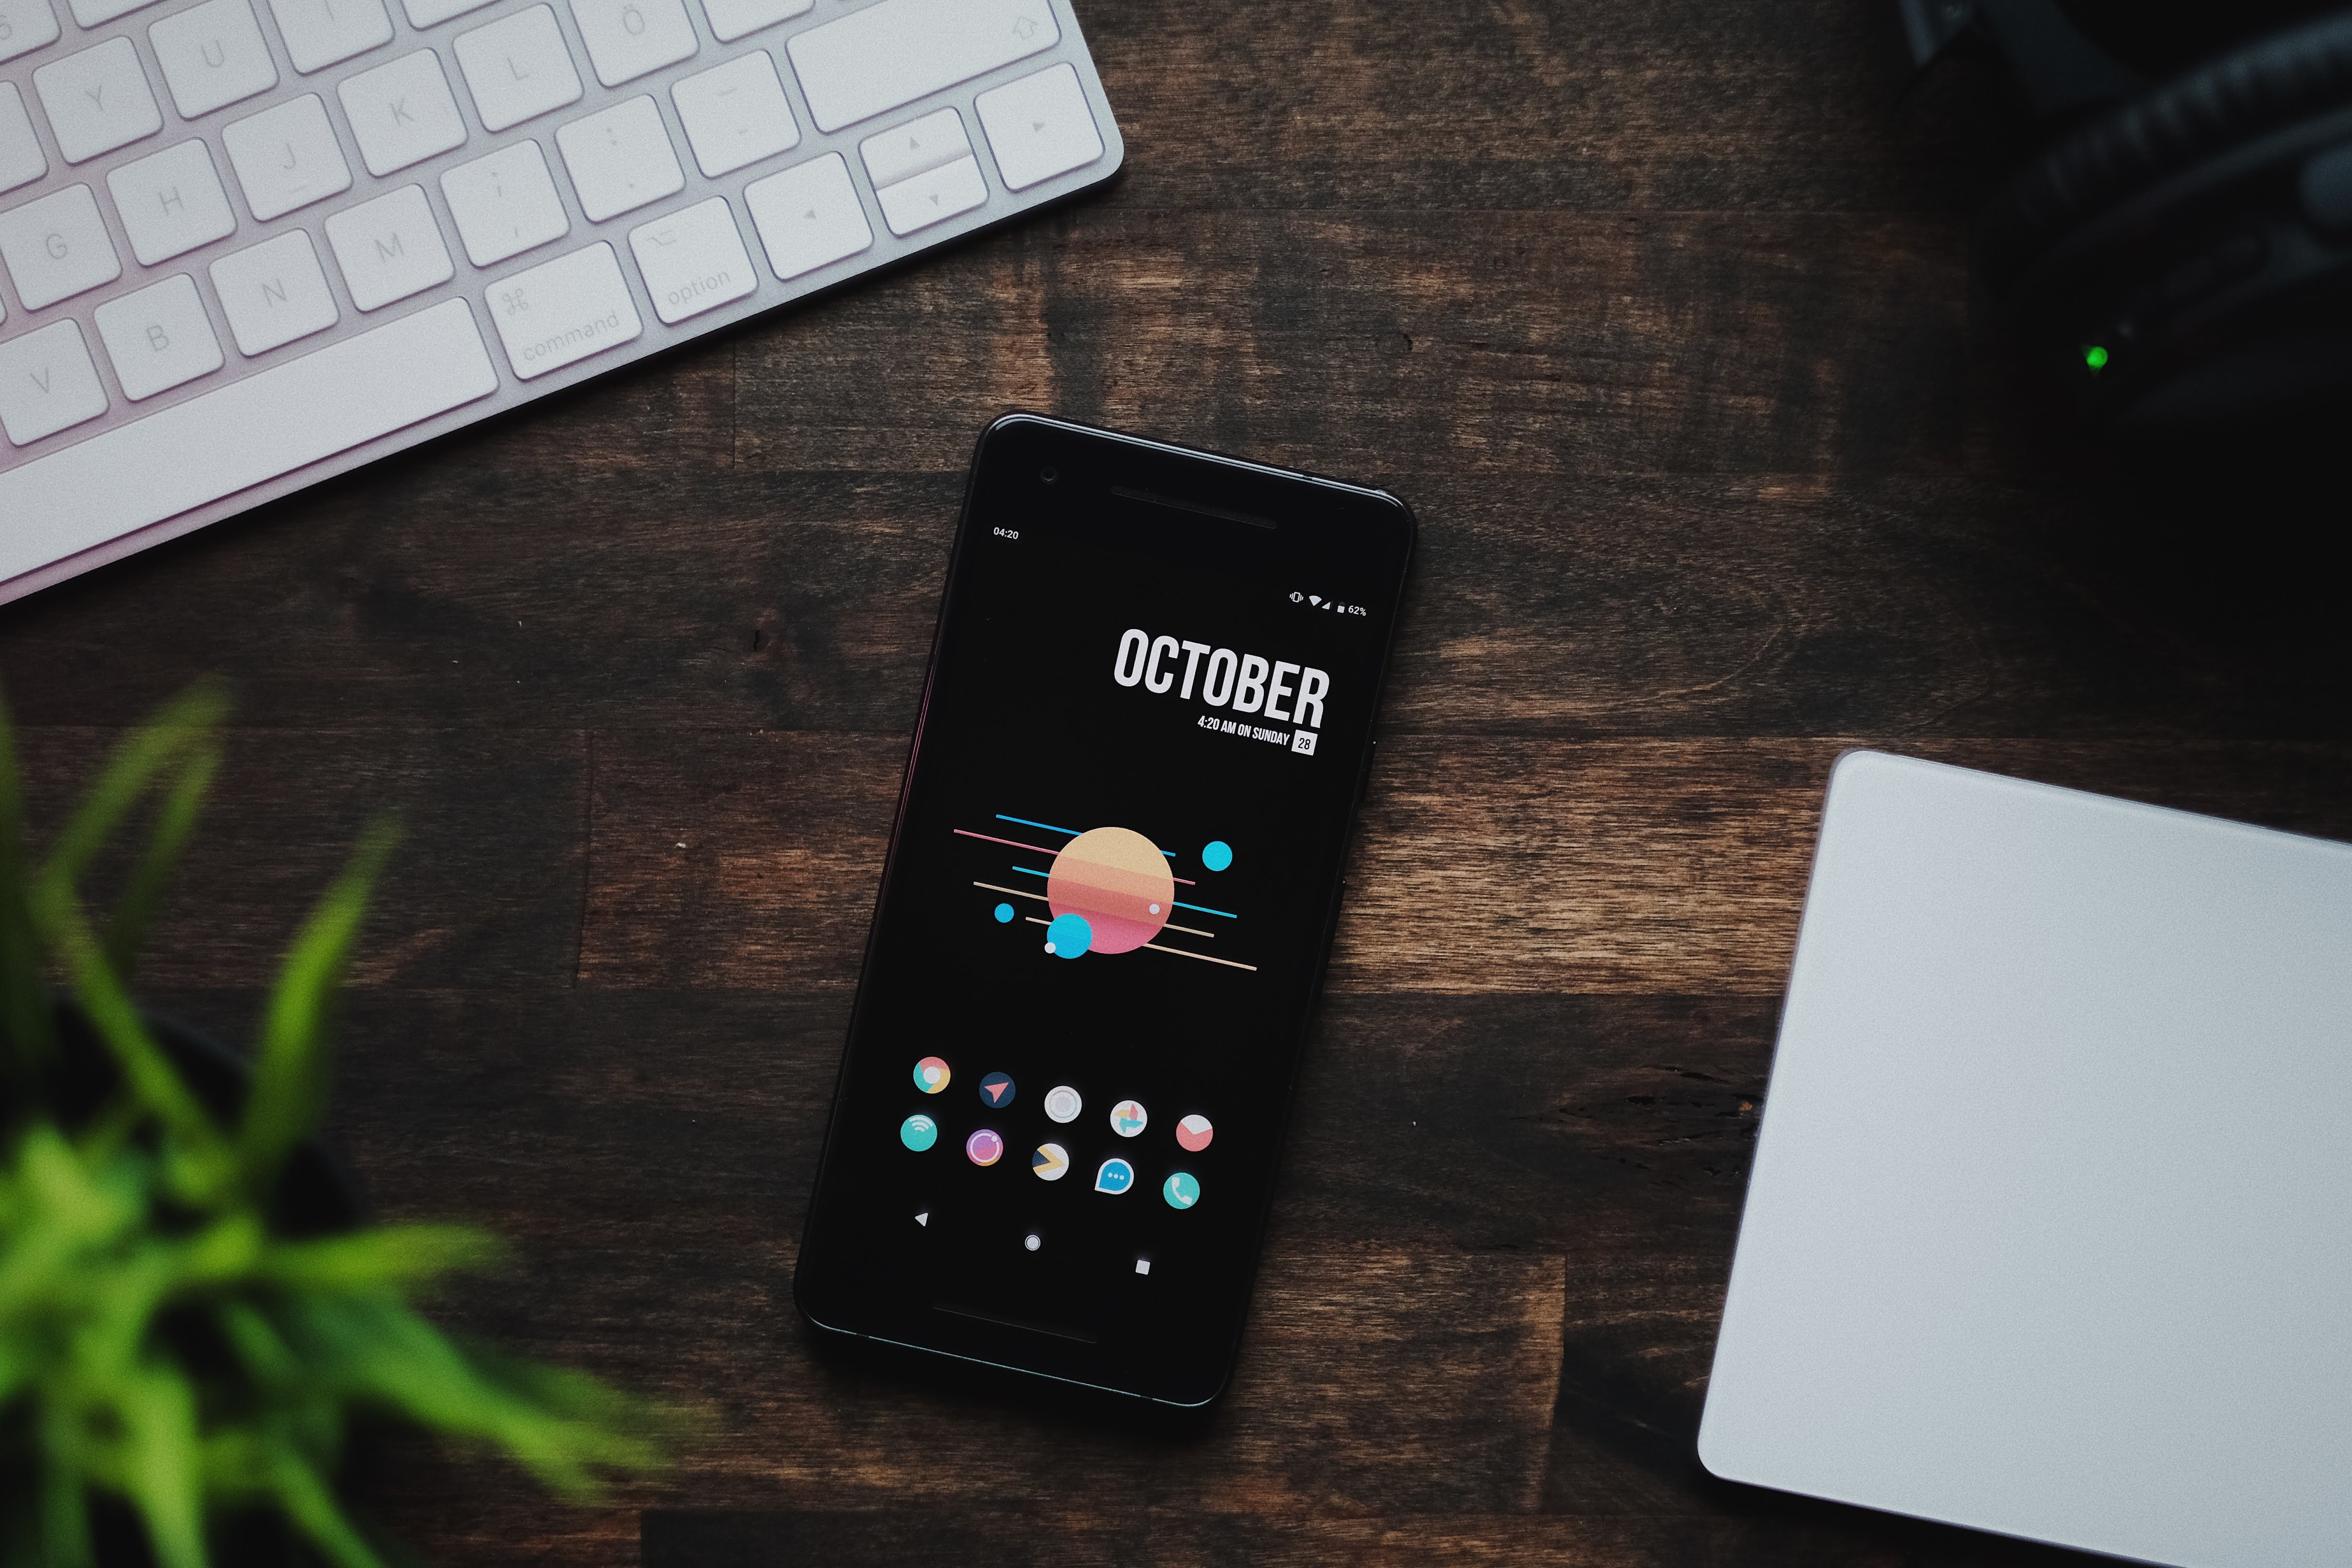 Y U I Ö
H J K L
G B N M
V
⌘
command
option
04:20
62%
OCTOBER
4:20 AM ON SUNDAY 28